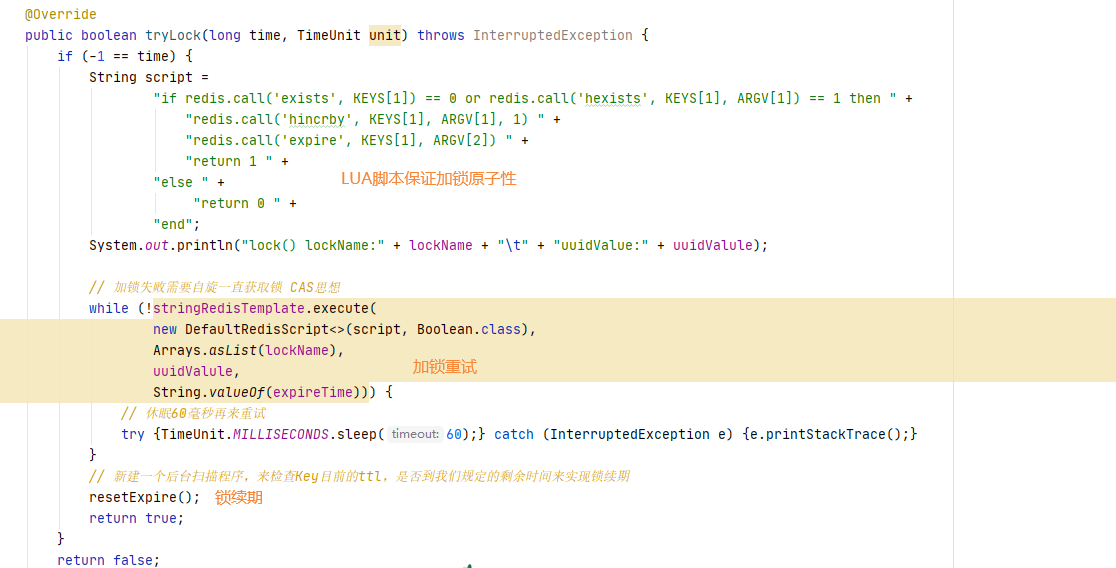 @Override
public boolean tryLock(long time, TimeUnit unit) throws InterruptedException {
if (-1 == time) {
String script =
"if redis.call('exists', KEYS[1]) == 0 or redis.call('hexists', KEYS[1], ARGV[1]) == 1 then " +
"redis.call('hincrby', KEYS[1], ARGV[1], 1) " +
"redis.call('expire', KEYS[1], ARGV[2]) " +
"return 1 " +
"else " +
LUA脚本保证加锁原子性
"return 0 " +
"end";
System.out.println("lock() lockName:" + lockName + "\t" + "uuidValue:" + uuidValule);
// 加锁失败需要自旋一直获取锁 CAS思想
while (!stringRedisTemplate.execute(
new DefaultRedisScript<>(script, Boolean.class),
Arrays.asList(lockName),
加锁重试
uuidValule,
String.valueOf(expireTime))) {
// 休眠60毫秒再来重试
try {TimeUnit.MILLISECONDS.sleep( timeout: 60);} catch (InterruptedException e) {e.printStackTrace();}
}
// 新建一个后台扫描程序，来检查Key目前的ttl，是否到我们规定的剩余时间来实现锁续期
resetExpire(); 锁续期
return true;
}
return false;